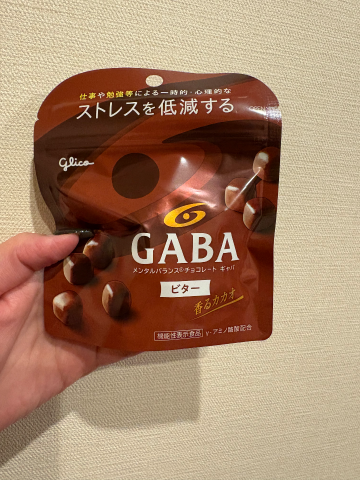 仕事や勉強等による一時的・心理的な
ストレスを低減する
glico
GABA
メンタルバランス®チョコレート ギャバ
ビター
香るカカオ
機能性表示食品 γ-アミノ酪酸配合